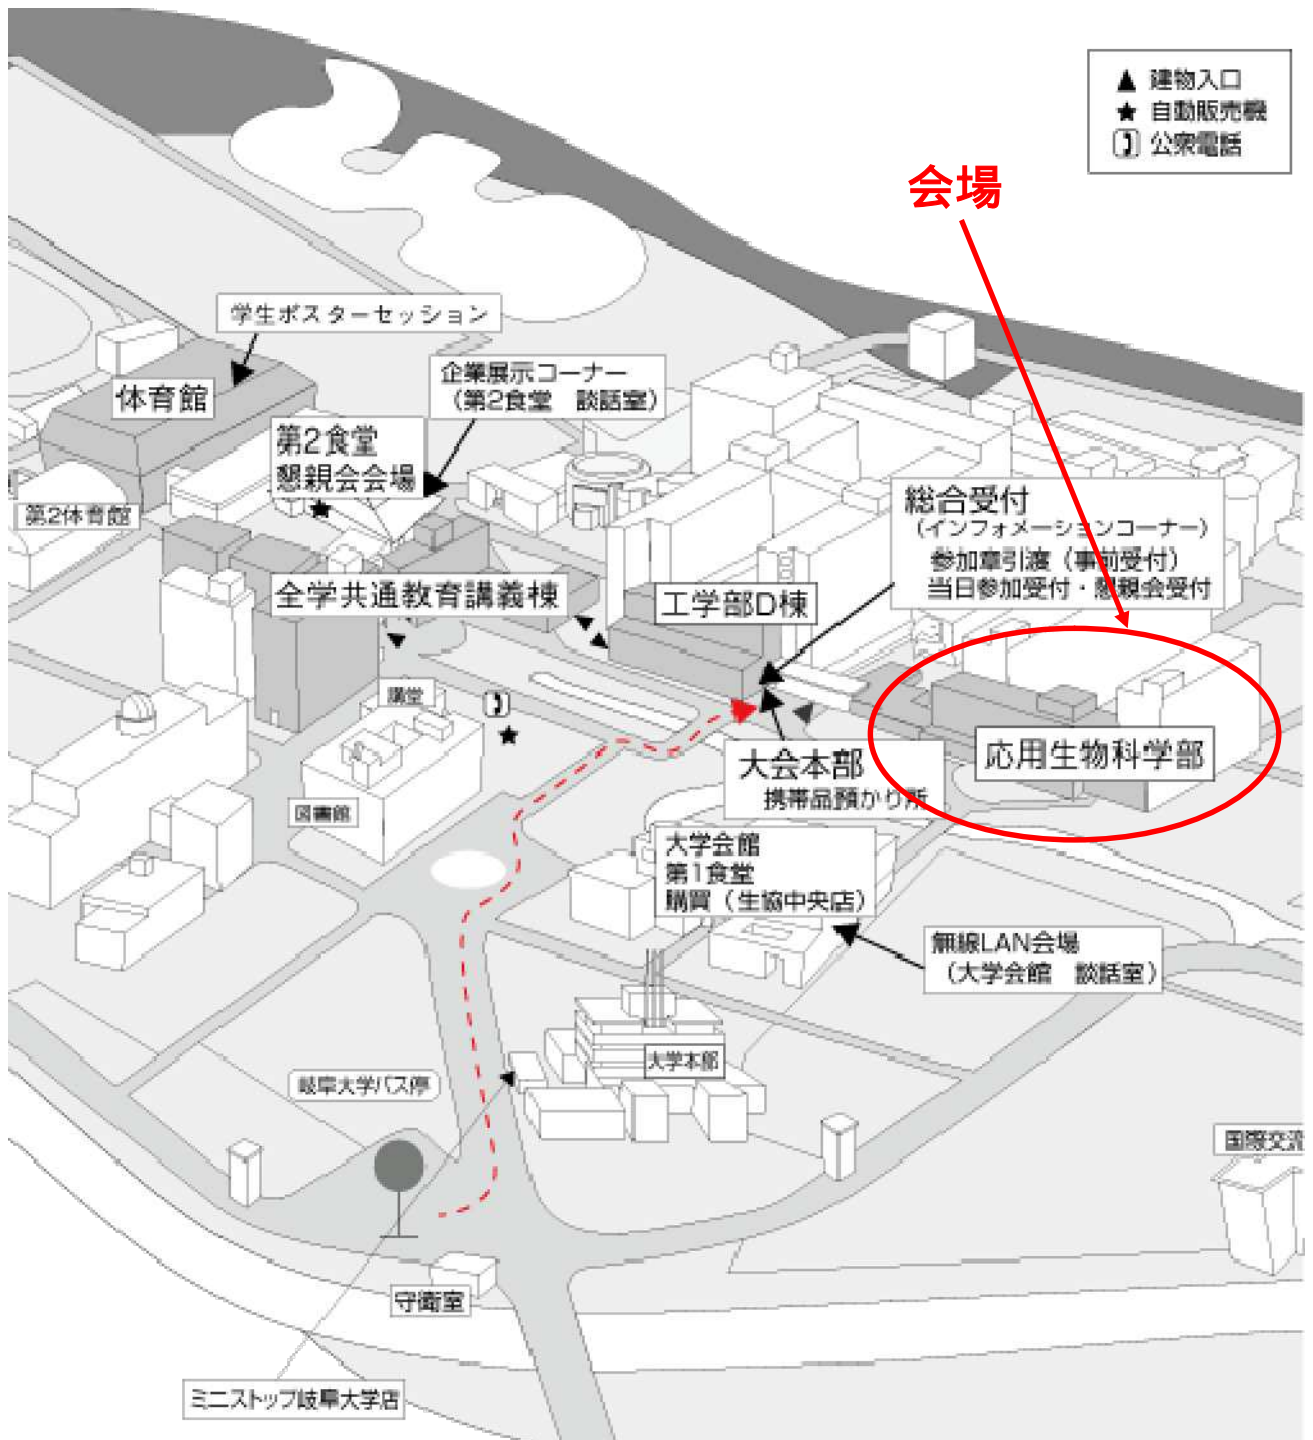 建物入口
自動販売機
公衆電話
会場
学生ポスターセッション
体育館
企業展示コーナー
（第2食堂　談話室）
第2食堂
懇親会会場
第2体育館
総合受付
（インフォメーションコーナー）
参加章引渡（事前受付）
当日参加受付・懇親会受付
全学共通教育講義棟
工学部D棟
講堂
応用生物科学部
大会本部
携帯品預かり所
図書館
大学会館
第1食堂
購買（生協中央店）
無線LAN会場
（大学会館　談話室）
大学本部
岐阜大学バス停
国際交流
守衛室
ミニストップ岐阜大学店